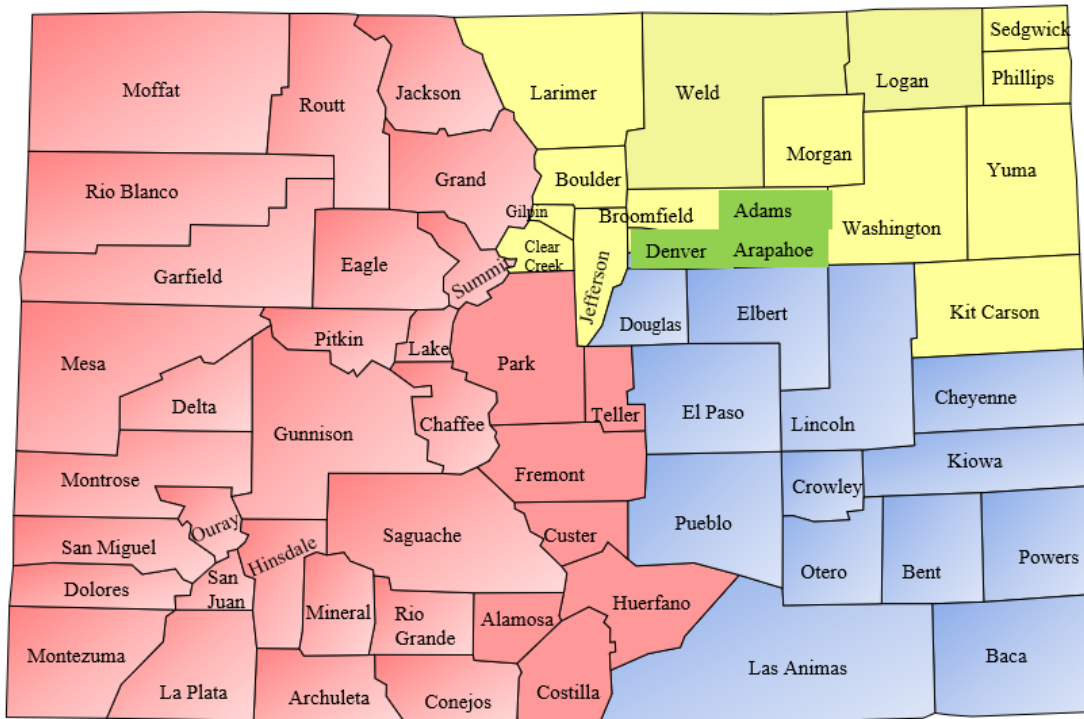 Sedgwick
Moffat
Routt
Jackson
Larimer
Weld
Logan
Phillips
Rio Blanco
Grand
Boulder
Morgan
Yuma
Gilpin
Broomfield
Adams
Washington
Garfield
Eagle
Summit
Clear
Creek
Jefferson
Denver
Arapahoe
Mesa
Pitkin
Lake
Park
Douglas
Elbert
Kit Carson
Delta
Gunnison
Chaffee
Teller
El Paso
Lincoln
Cheyenne
Montrose
Fremont
Crowley
Kiowa
San Miguel
Ouray
Hinsdale
Saguache
Custer
Pueblo
Otero
Bent
Powers
Dolores
San
Juan
Mineral
Rio
Grande
Alamosa
Huerfano
Montezuma
La Plata
Archuleta
Conejos
Costilla
Las Animas
Baca